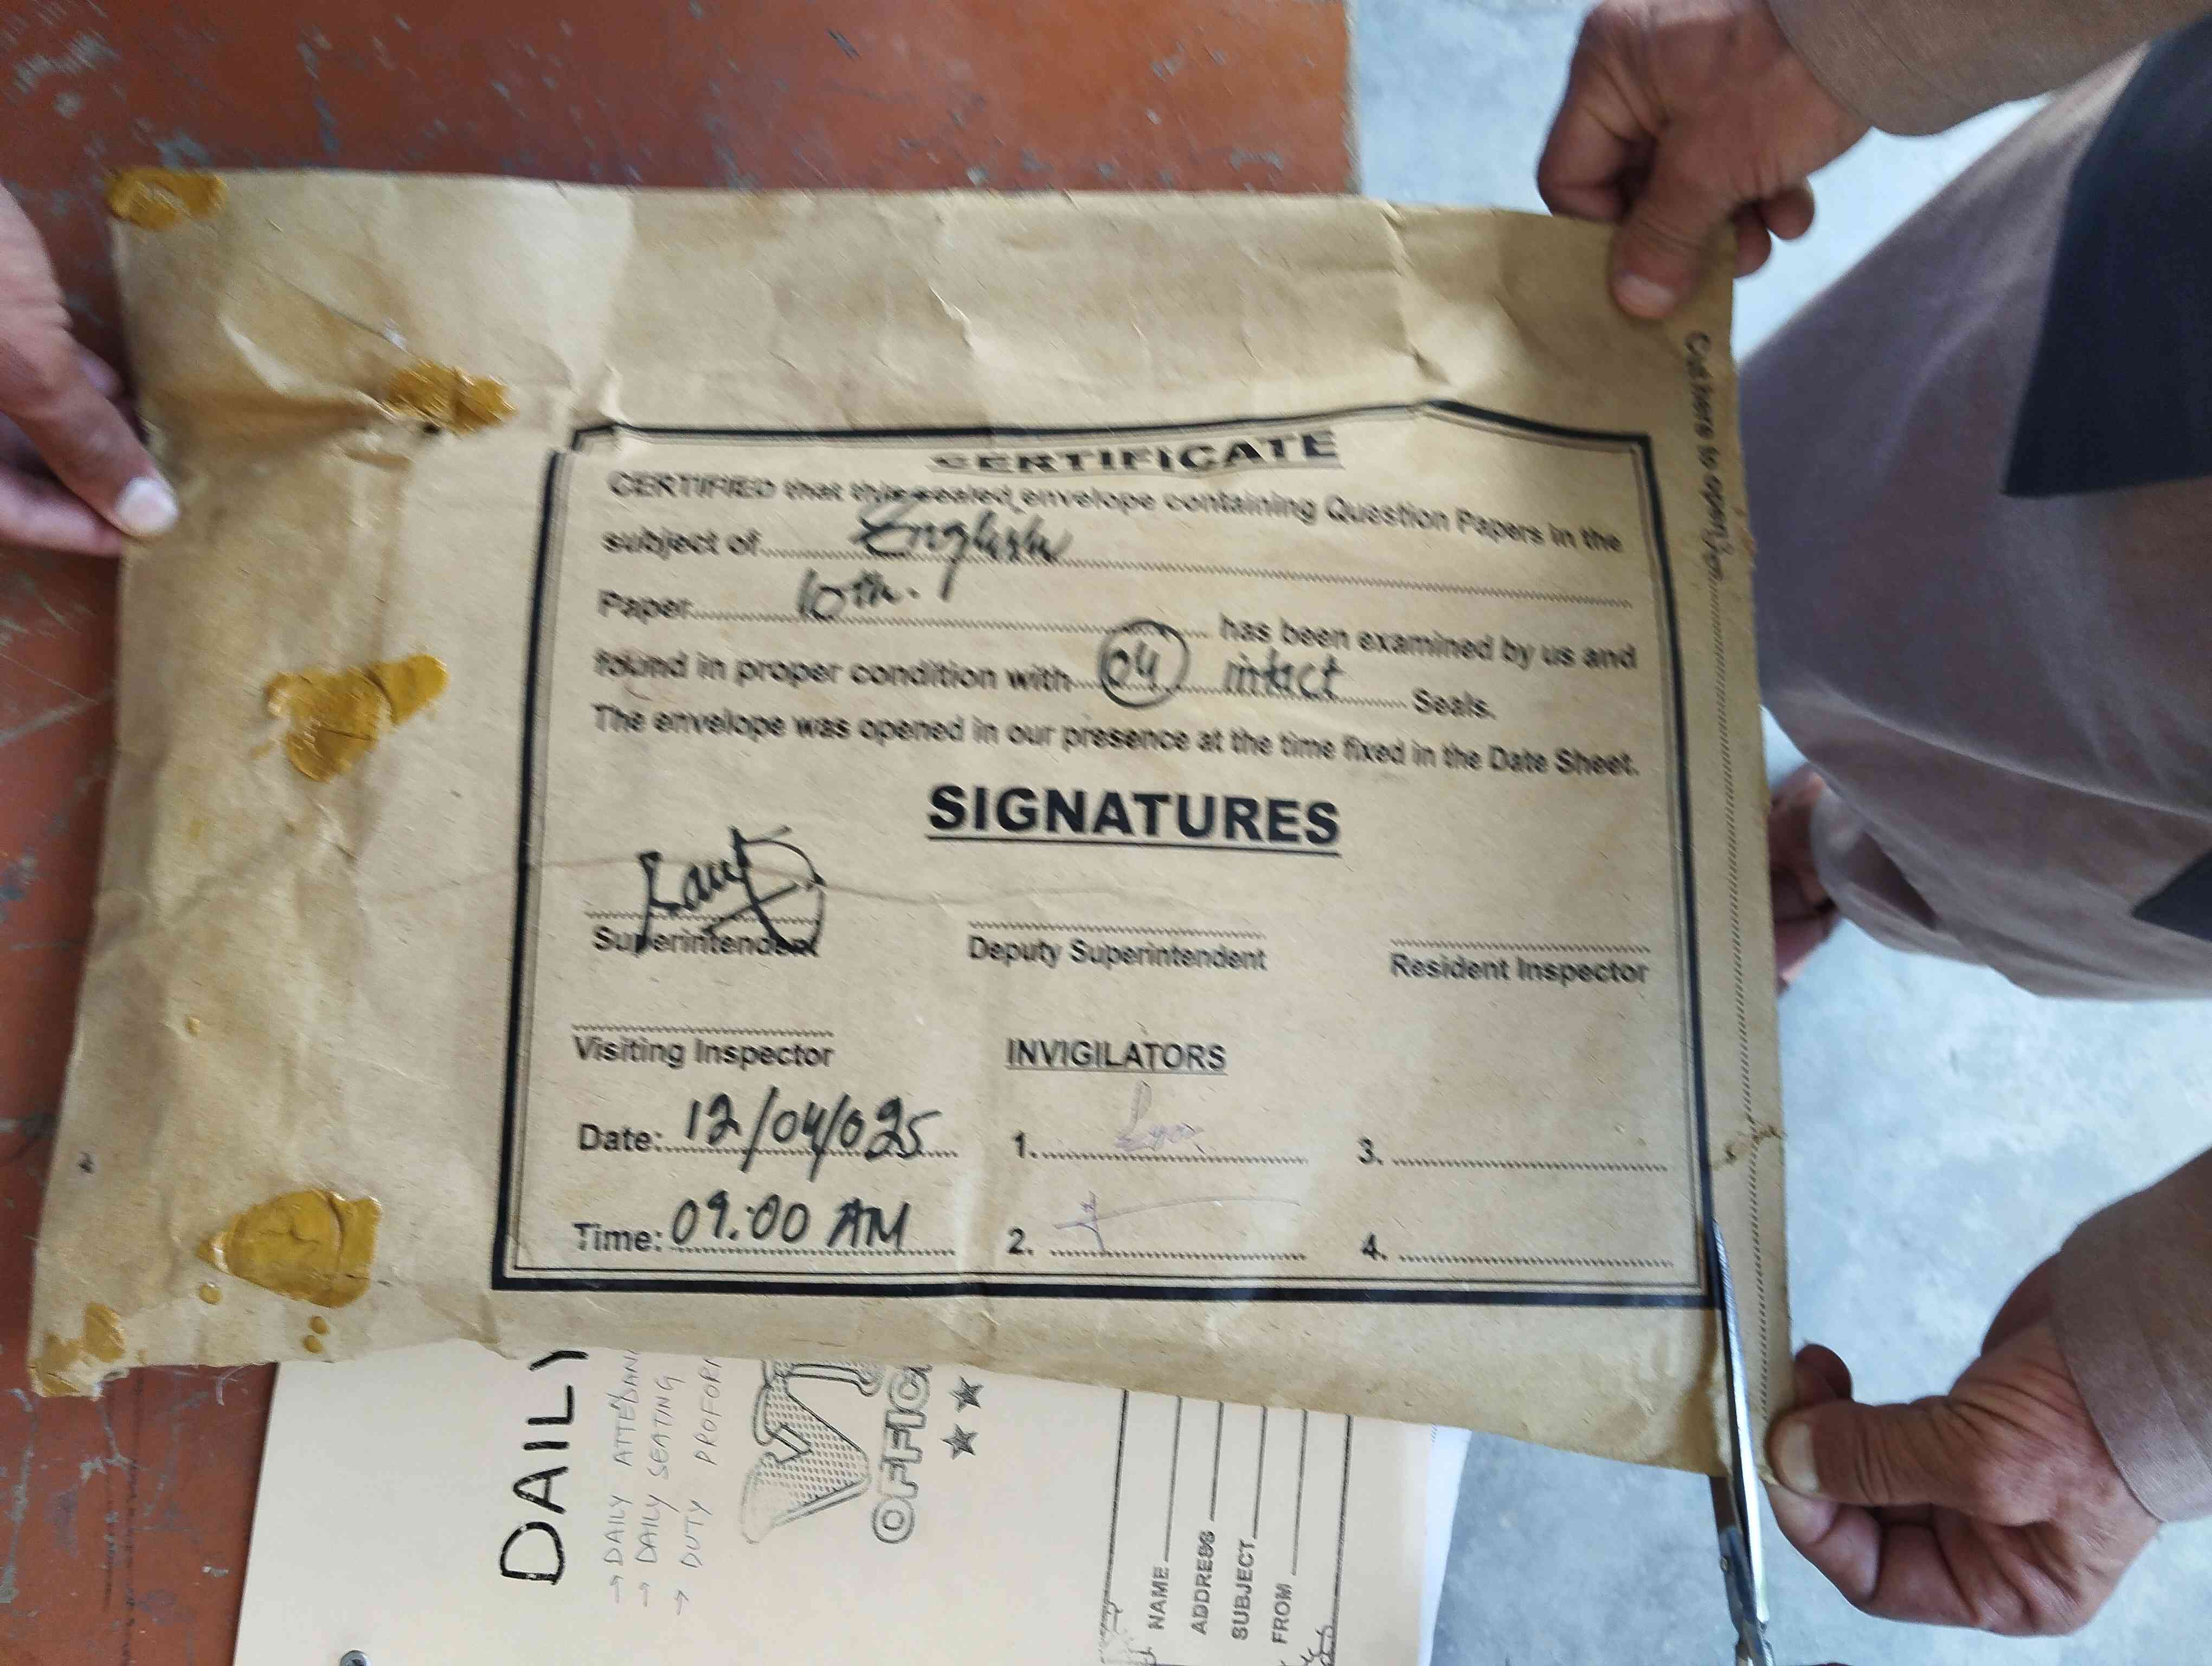 Cut here to open
CERTIFICATE
CERTIFIED that this sealed envelope containing Question Papers in the
subject of English
Paper 10th. has been examined by us and
found in proper condition with 04 intact Seals.
The envelope was opened in our presence at the time fixed in the Date Sheet.
SIGNATURES
Superintendent
Deputy Superintendent
Resident Inspector
Visiting Inspector
INVIGILATORS
Date: 12/04/025
1.
3.
Time: 09:00 AM
2.
4.
DAILY
→ DAILY
→ DAILY SEATING
→ DUTY
NAME
ADDRESS
SUBJECT
FROM